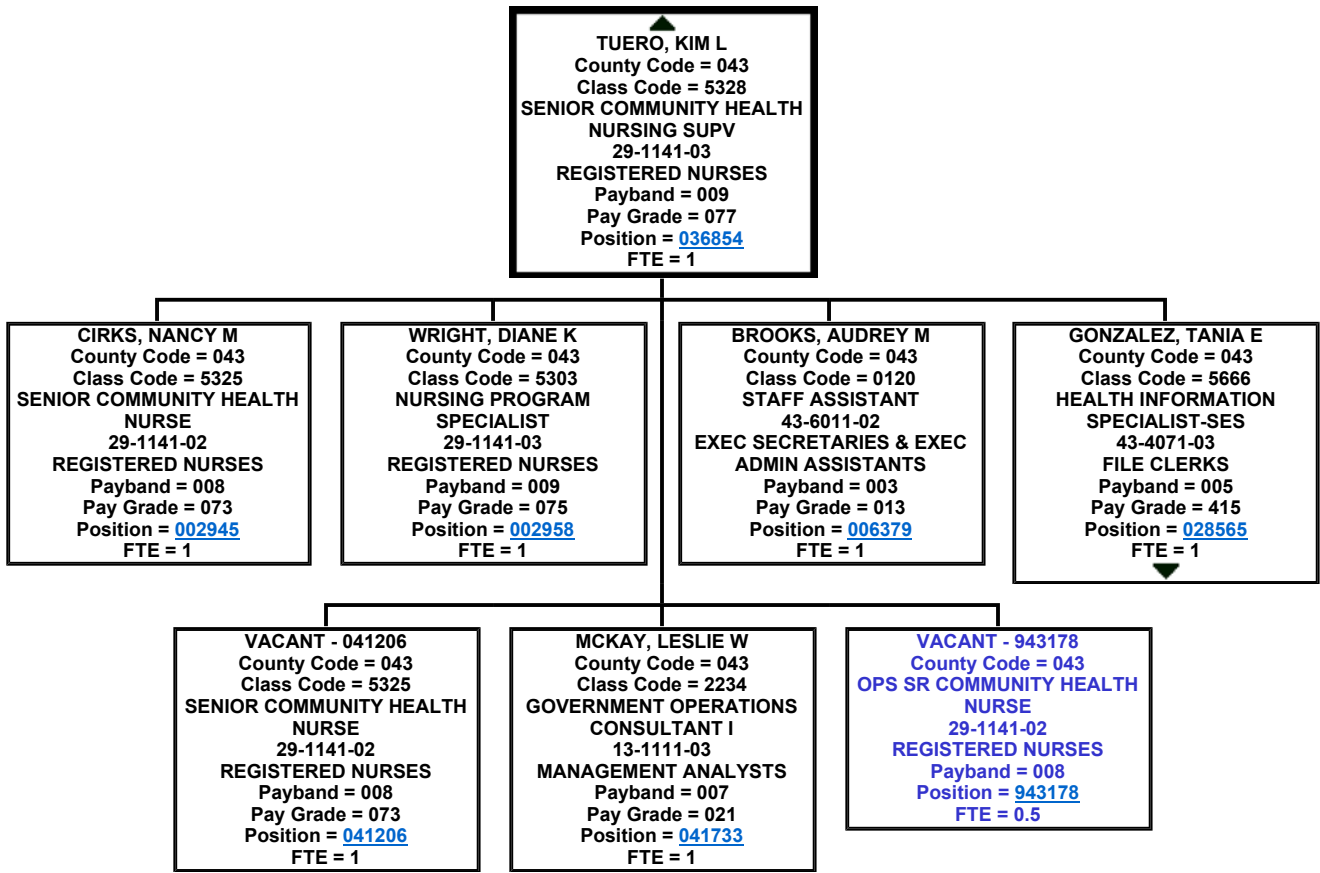 TUERO, KIM L
County Code = 043
Class Code = 5328
SENIOR COMMUNITY HEALTH
NURSING SUPV
29-1141-03
REGISTERED NURSES
Payband = 009
Pay Grade = 077
Position = 036854
FTE = 1
CIRKS, NANCY M
County Code = 043
Class Code = 5325
SENIOR COMMUNITY HEALTH
NURSE
29-1141-02
REGISTERED NURSES
Payband = 008
Pay Grade = 073
Position = 002945
FTE = 1
WRIGHT, DIANE K
County Code = 043
Class Code = 5303
NURSING PROGRAM
SPECIALIST
29-1141-03
REGISTERED NURSES
Payband = 009
Pay Grade = 075
Position = 002958
FTE = 1
BROOKS, AUDREY M
County Code = 043
Class Code = 0120
STAFF ASSISTANT
43-6011-02
EXEC SECRETARIES & EXEC
ADMIN ASSISTANTS
Payband = 003
Pay Grade = 013
Position = 006379
FTE = 1
GONZALEZ, TANIA E
County Code = 043
Class Code = 5666
HEALTH INFORMATION
SPECIALIST-SES
43-4071-03
FILE CLERKS
Payband = 005
Pay Grade = 415
Position = 028565
FTE = 1
VACANT - 041206
County Code = 043
Class Code = 5325
SENIOR COMMUNITY HEALTH
NURSE
29-1141-02
REGISTERED NURSES
Payband = 008
Pay Grade = 073
Position = 041206
FTE = 1
MCKAY, LESLIE W
County Code = 043
Class Code = 2234
GOVERNMENT OPERATIONS
CONSULTANT I
13-1111-03
MANAGEMENT ANALYSTS
Payband = 007
Pay Grade = 021
Position = 041733
FTE = 1
VACANT - 943178
County Code = 043
OPS SR COMMUNITY HEALTH
NURSE
29-1141-02
REGISTERED NURSES
Payband = 008
Position = 943178
FTE = 0.5